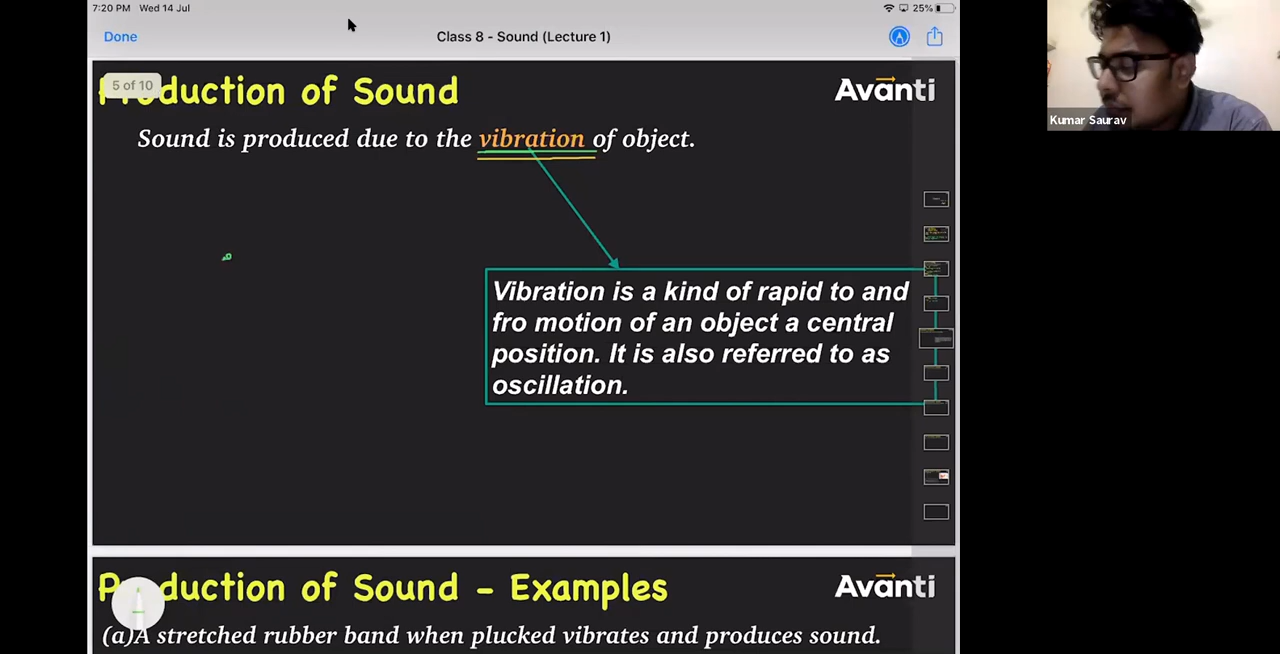 7:20 PM Wed 14 Jul
25%
Done
Class 8 - Sound (Lecture 1)
5 of 10
duction of Sound
Avanti
Sound is produced due to the vibration of object.
Vibration is a kind of rapid to and
fro motion of an object a central
position. It is also referred to as
oscillation.
Kumar Saurav
duction of Sound - Examples
Avanti
(a)A stretched rubber band when plucked vibrates and produces sound.